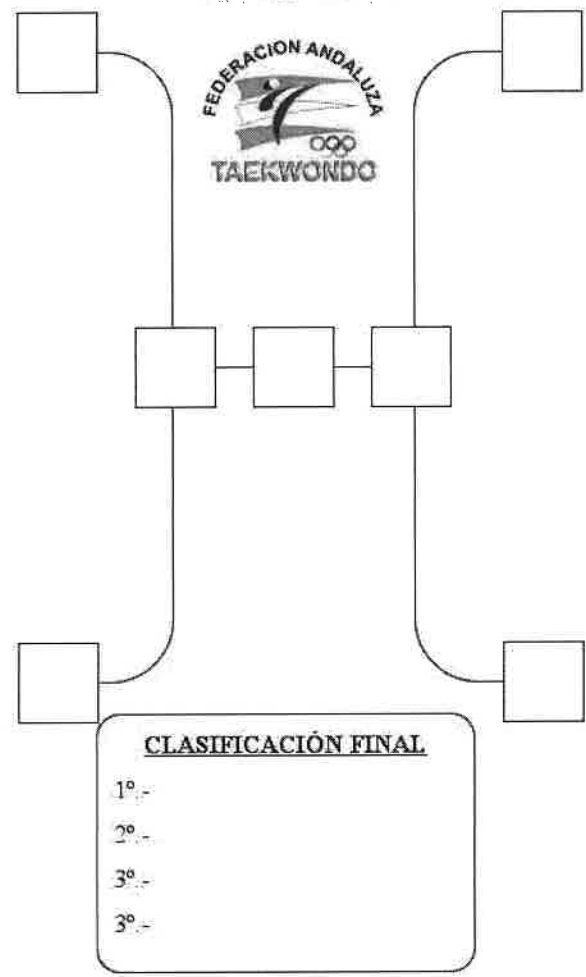 FEDERACION ANDALUZA
TAEKWONDO
CLASIFICACIÓN FINAL
1º.-
2º.-
3º.-
3º.-